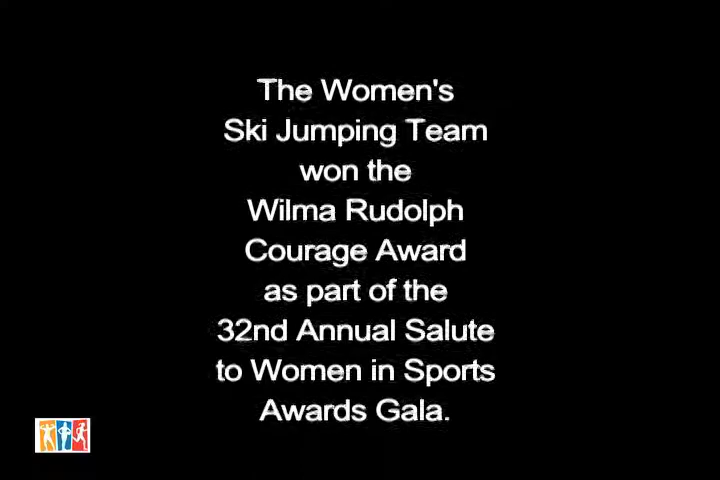 The Women's
Ski Jumping Team
won the
Wilma Rudolph
Courage Award
as part of the
32nd Annual Salute
to Women in Sports
Awards Gala.